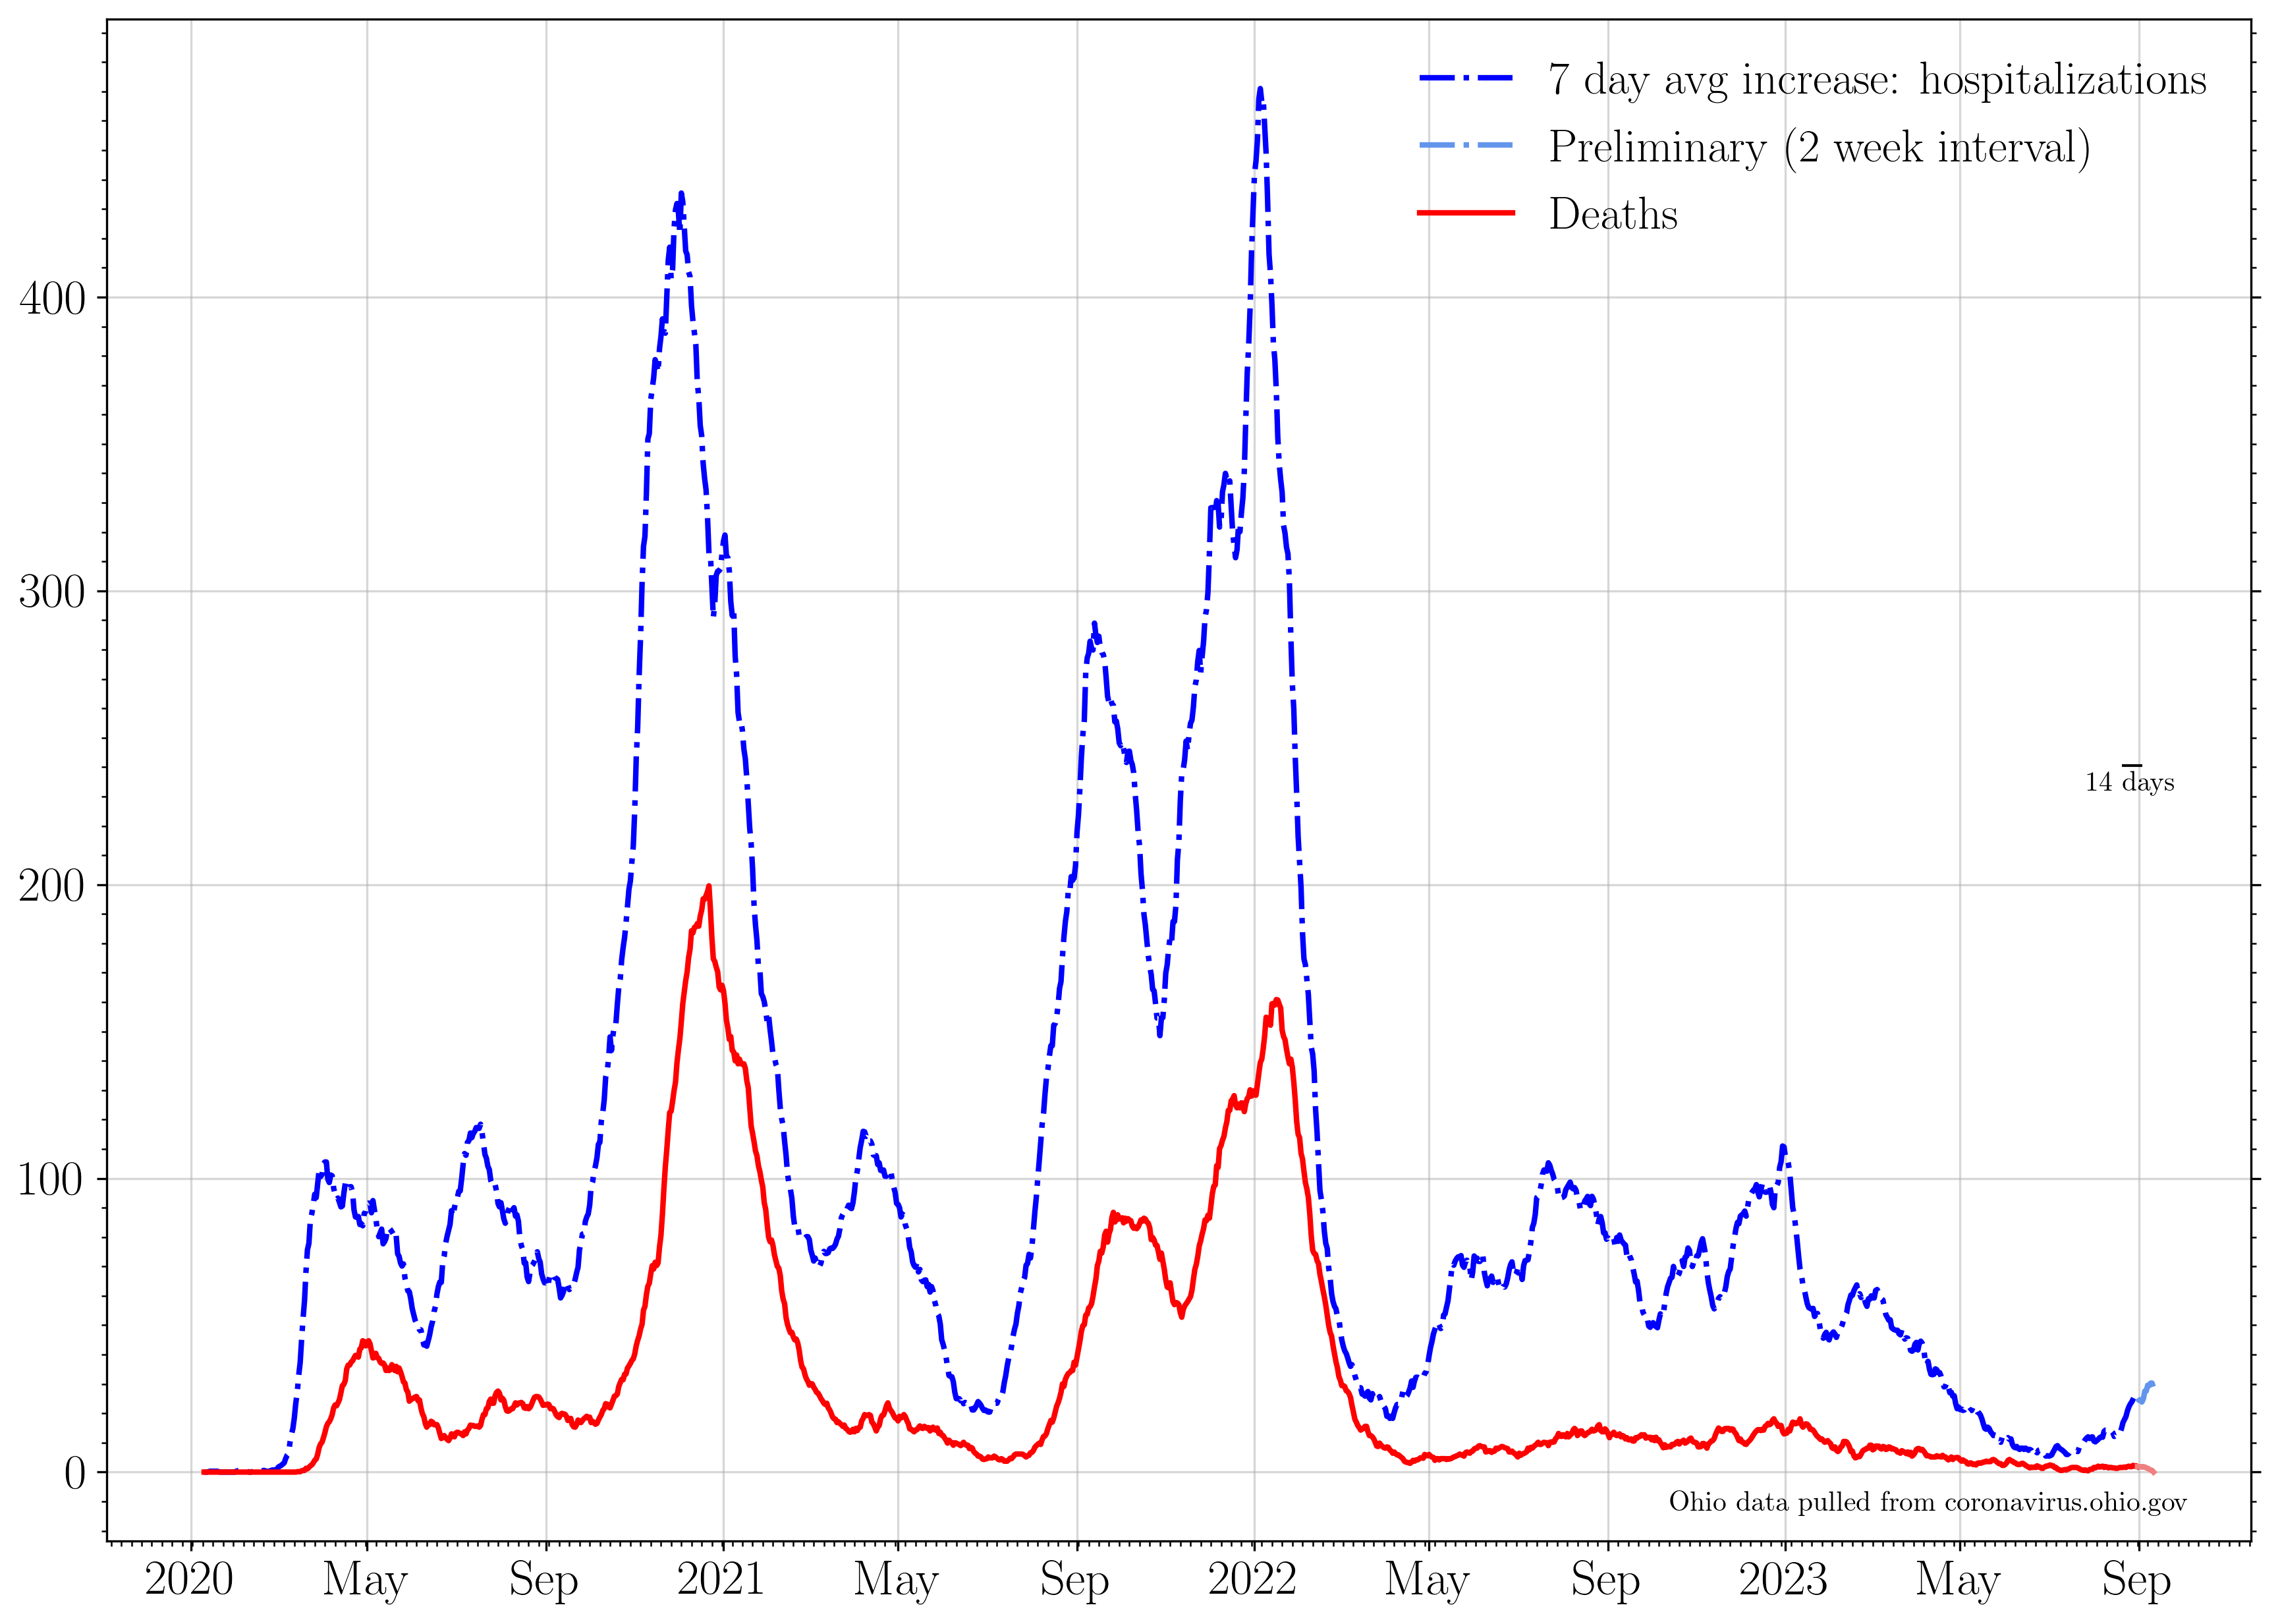 7 day avg increase: hospitalizations
Preliminary (2 week interval)
Deaths
400
300
14 days
200
100
0
Ohio data pulled from coronavirus.ohio.gov
2020 May Sep 2021 May Sep 2022 May Sep 2023 May Sep